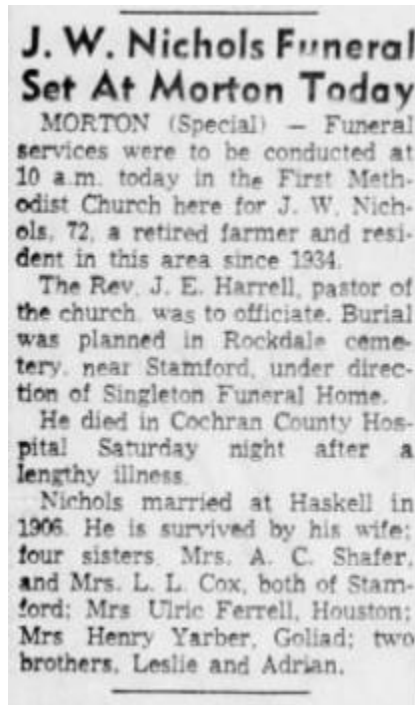 J. W. Nichols Funeral
Set At Morton Today
MORTON (Special) — Funeral
services were to be conducted at
10 a.m. today in the First Meth-
odist Church here for J. W. Nich-
ols, 72, a retired farmer and resi-
dent in this area since 1934.
The Rev. J. E. Harrell, pastor of
the church, was to officiate. Burial
was planned in Rockdale ceme-
tery, near Stamford, under direc-
tion of Singleton Funeral Home.
He died in Cochran County Hos-
pital Saturday night after a
lengthy illness.
Nichols married at Haskell in
1906. He is survived by his wife;
four sisters, Mrs. A. C. Shafer,
and Mrs. L. L. Cox, both of Stam-
ford; Mrs Ulric Ferrell, Houston;
Mrs Henry Yarber, Goliad; two
brothers, Leslie and Adrian.